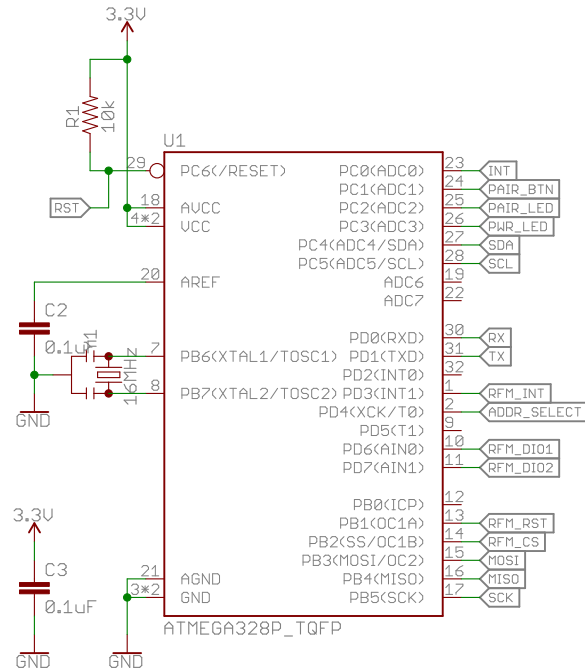 3.3V
R1
10k
U1
29 PC6(/RESET) PC0(ADC0) 23 INT
PC1(ADC1) 24 PAIR_BTN
RST 18 AVCC PC2(ADC2) 25 PAIR_LED
4*2 VCC PC3(ADC3) 26 PWR_LED
PC4(ADC4/SDA) 27 SDA
PC5(ADC5/SCL) 28 SCL
20 AREF ADC6 19
ADC7 22
C2
0.1uF
Y1
16MHz
PD0(RXD) 30 RX
7 PB6(XTAL1/TOSC1) PD1(TXD) 31 TX
PD2(INT0) 32
8 PB7(XTAL2/TOSC2) PD3(INT1) 1 RFM_INT
PD4(XCK/T0) 2 ADDR_SELECT
GND
PD5(T1) 9
PD6(AIN0) 10 RFM_DIO1
PD7(AIN1) 11 RFM_DIO2
PB0(ICP) 12
3.3V
PB1(OC1A) 13 RFM_RST
PB2(SS/OC1B) 14 RFM_CS
PB3(MOSI/OC2) 15 MOSI
C3
0.1uF
21 AGND PB4(MISO) 16 MISO
3*2 GND PB5(SCK) 17 SCK
ATMEGA328P_TQFP
GND
GND